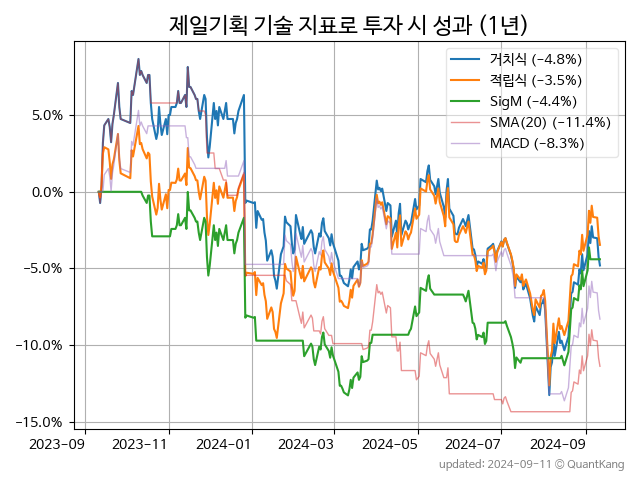 제일기획 기술 지표로 투자 시 성과 (1년)
거치식 (−4.8%)
적립식 (−3.5%)
SigM (−4.4%)
SMA(20) (−11.4%)
MACD (−8.3%)
5.0%
0.0%
−5.0%
−10.0%
−15.0%
2023-09 2023-11 2024-01 2024-03 2024-05 2024-07 2024-09
updated: 2024-09-11 © QuantKang